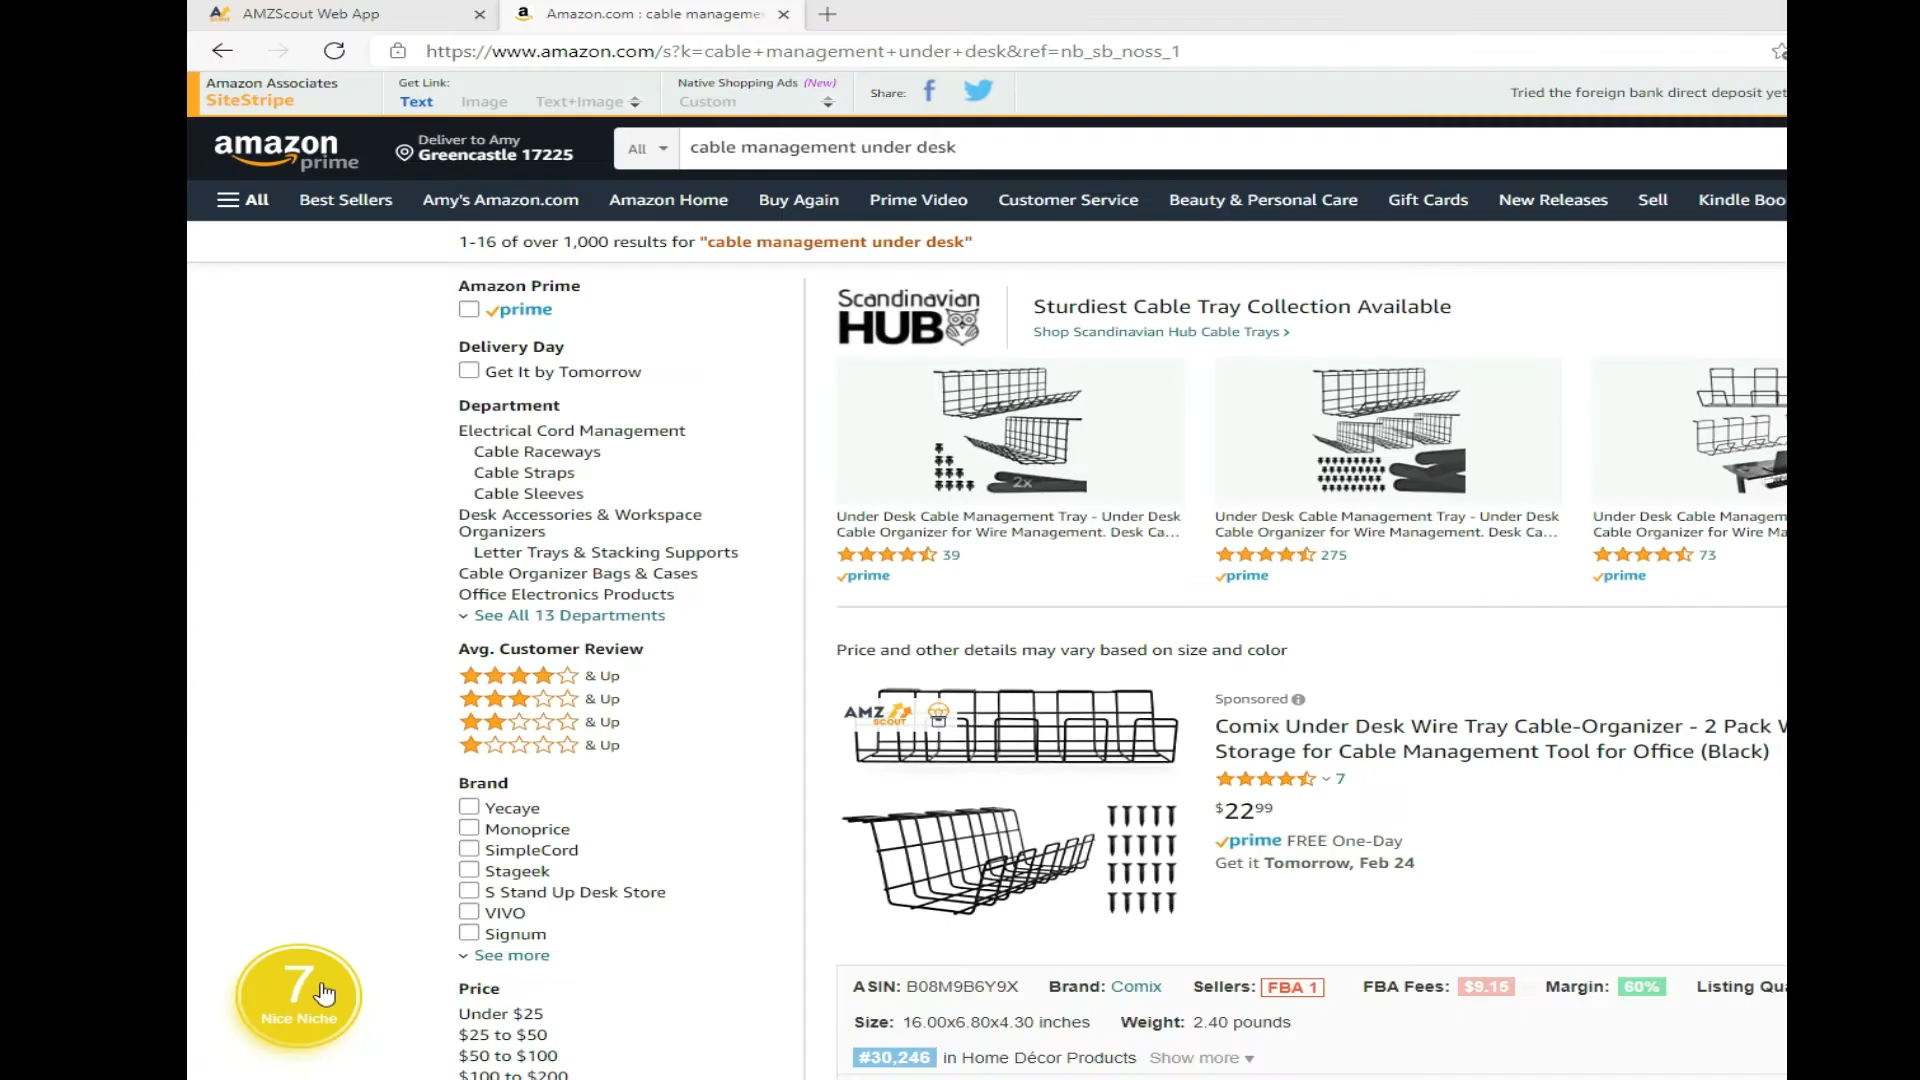 AMZScout Web App
Amazon.com : cable manageme
https://www.amazon.com/s?k=cable+management+under+desk&ref=nb_sb_noss_1
Amazon Associates
SiteStripe
Get Link:
Text Image Text+Image
Native Shopping Ads (New)
Custom
Share:
Tried the foreign bank direct deposit yet
amazon
prime
Deliver to Amy
Greencastle 17225
All
cable management under desk
All Best Sellers Amy's Amazon.com Amazon Home Buy Again Prime Video Customer Service Beauty & Personal Care Gift Cards New Releases Sell Kindle Boo
1-16 of over 1,000 results for "cable management under desk"
Amazon Prime
prime
Delivery Day
Get It by Tomorrow
Department
Electrical Cord Management
Cable Raceways
Cable Straps
Cable Sleeves
Desk Accessories & Workspace
Organizers
Letter Trays & Stacking Supports
Cable Organizer Bags & Cases
Office Electronics Products
See All 13 Departments
Avg. Customer Review
& Up
& Up
& Up
& Up
Brand
Yecaye
Monoprice
SimpleCord
Stageek
S Stand Up Desk Store
VIVO
Signum
See more
Price
Under $25
$25 to $50
$50 to $100
$100 to $200
7
Nice Niche
Scandinavian
HUB
Sturdiest Cable Tray Collection Available
Shop Scandinavian Hub Cable Trays ›
2x
Under Desk Cable Management Tray - Under Desk
Cable Organizer for Wire Management. Desk Ca...
39
prime
Under Desk Cable Management Tray - Under Desk
Cable Organizer for Wire Management. Desk Ca...
275
prime
Under Desk Cable Managem
Cable Organizer for Wire Ma
73
prime
Price and other details may vary based on size and color
AMZ
SCOUT
Sponsored
Comix Under Desk Wire Tray Cable-Organizer - 2 Pack W
Storage for Cable Management Tool for Office (Black)
7
$22 99
prime FREE One-Day
Get it Tomorrow, Feb 24
ASIN: B08M9B6Y9X Brand: Comix Sellers: FBA 1 FBA Fees: $9.15 Margin: 60% Listing Qua
Size: 16.00x6.80x4.30 inches Weight: 2.40 pounds
#30,246 in Home Décor Products Show more